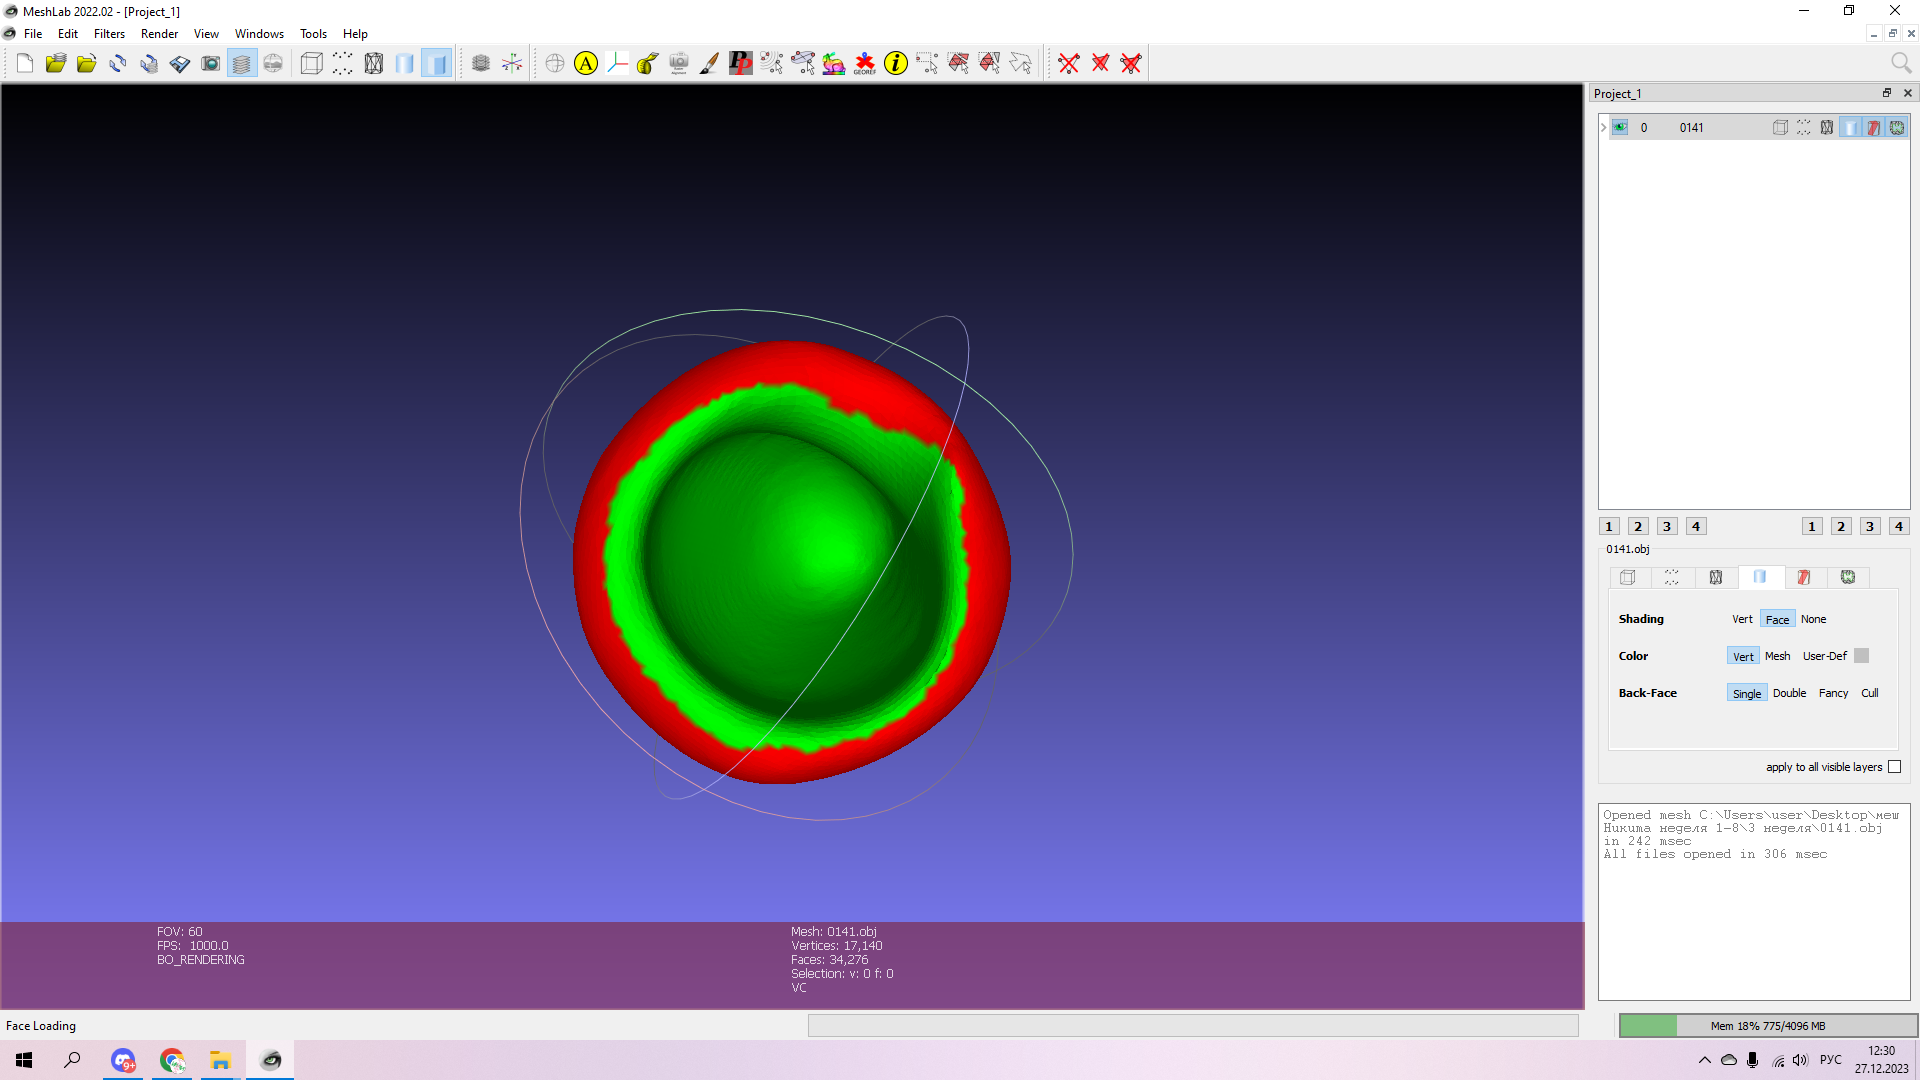 MeshLab 2022.02 - [Project_1]
File Edit Filters Render View Windows Tools Help
A
PP
GEOREF
i
Project_1
0 0141
1 2 3 4 1 2 3 4
0141.obj
Shading Vert Face None
Color Vert Mesh User-Def
Back-Face Single Double Fancy Cull
apply to all visible layers
Opened mesh C:\Users\user\Desktop\меш
Никита неделя 1-8\3 неделя\0141.obj
in 242 msec
All files opened in 306 msec
FOV: 60
FPS: 1000.0
BO_RENDERING
Mesh: 0141.obj
Vertices: 17,140
Faces: 34,276
Selection: v: 0 f: 0
VC
Face Loading
Mem 18% 775/4096 MB
9+
РУС
12:30
27.12.2023